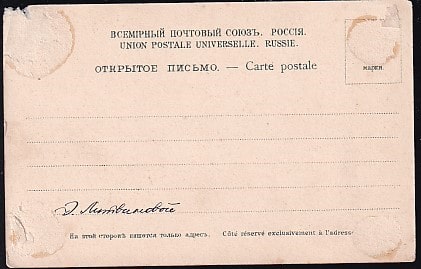 ВСЕМІРНЫЙ ПОЧТОВЫЙ СОЮЗЪ. РОССІЯ.
UNION POSTALE UNIVERSELLE. RUSSIE.
ОТКРЫТОЕ ПИСЬМО. — Carte postale
МАРКИ.
Э. Литвиновой
На этой сторонѣ пишется только адресъ. Côté réservé exclusivement à l'adresse